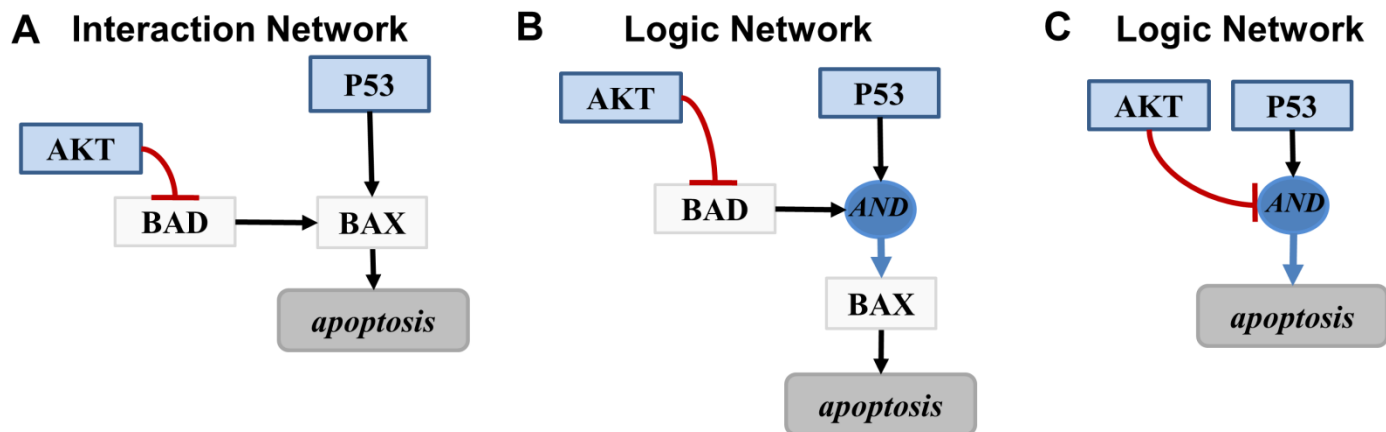 A Interaction Network
P53
AKT
BAD
BAX
apoptosis
B Logic Network
AKT
P53
BAD
AND
BAX
apoptosis
C Logic Network
AKT
P53
AND
apoptosis